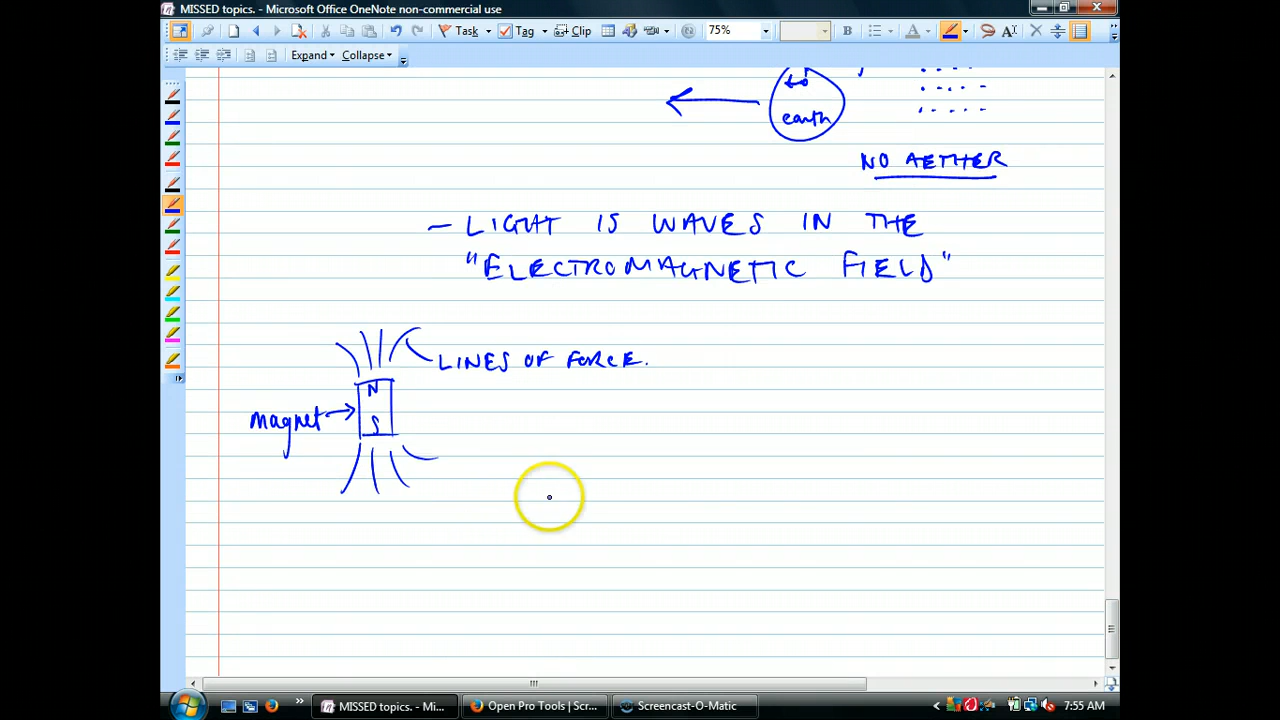 MISSED topics. - Microsoft Office OneNote non-commercial use
Task Tag Clip 75% B A
Expand Collapse
earth
NO AETHER
- LIGHT IS WAVES IN THE
"ELECTROMAGNETIC FIELD"
LINES OF FORCE.
N
magnet
S
MISSED topics. - Mi... Open Pro Tools | Scr... Screencast-O-Matic 7:55 AM